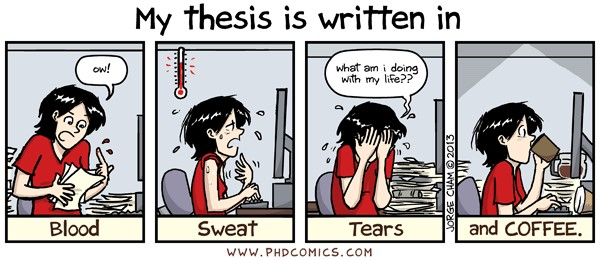 My thesis is written in
ow!
Blood
Sweat
what am i doing
with my life??
Tears
JORGE CHAM © 2013
and COFFEE.
WWW.PHDCOMICS.COM